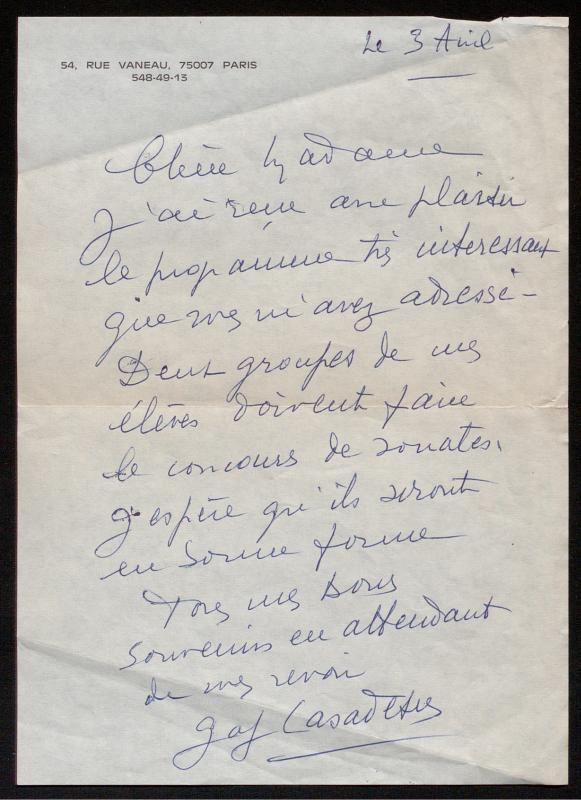 54, RUE VANEAU, 75007 PARIS
548-49-13
Le 3 Avril
Chère Madame
j'ai reçu avec plaisir
le programme très intéressant
que vous m'avez adressé -
Deux groupes de mes
élèves doivent faire
le concours de sonates.
J'espère qu'ils seront
en bonne forme
Tous mes bons
souvenirs en attendant
de vous revoir
Gaby Casadesus